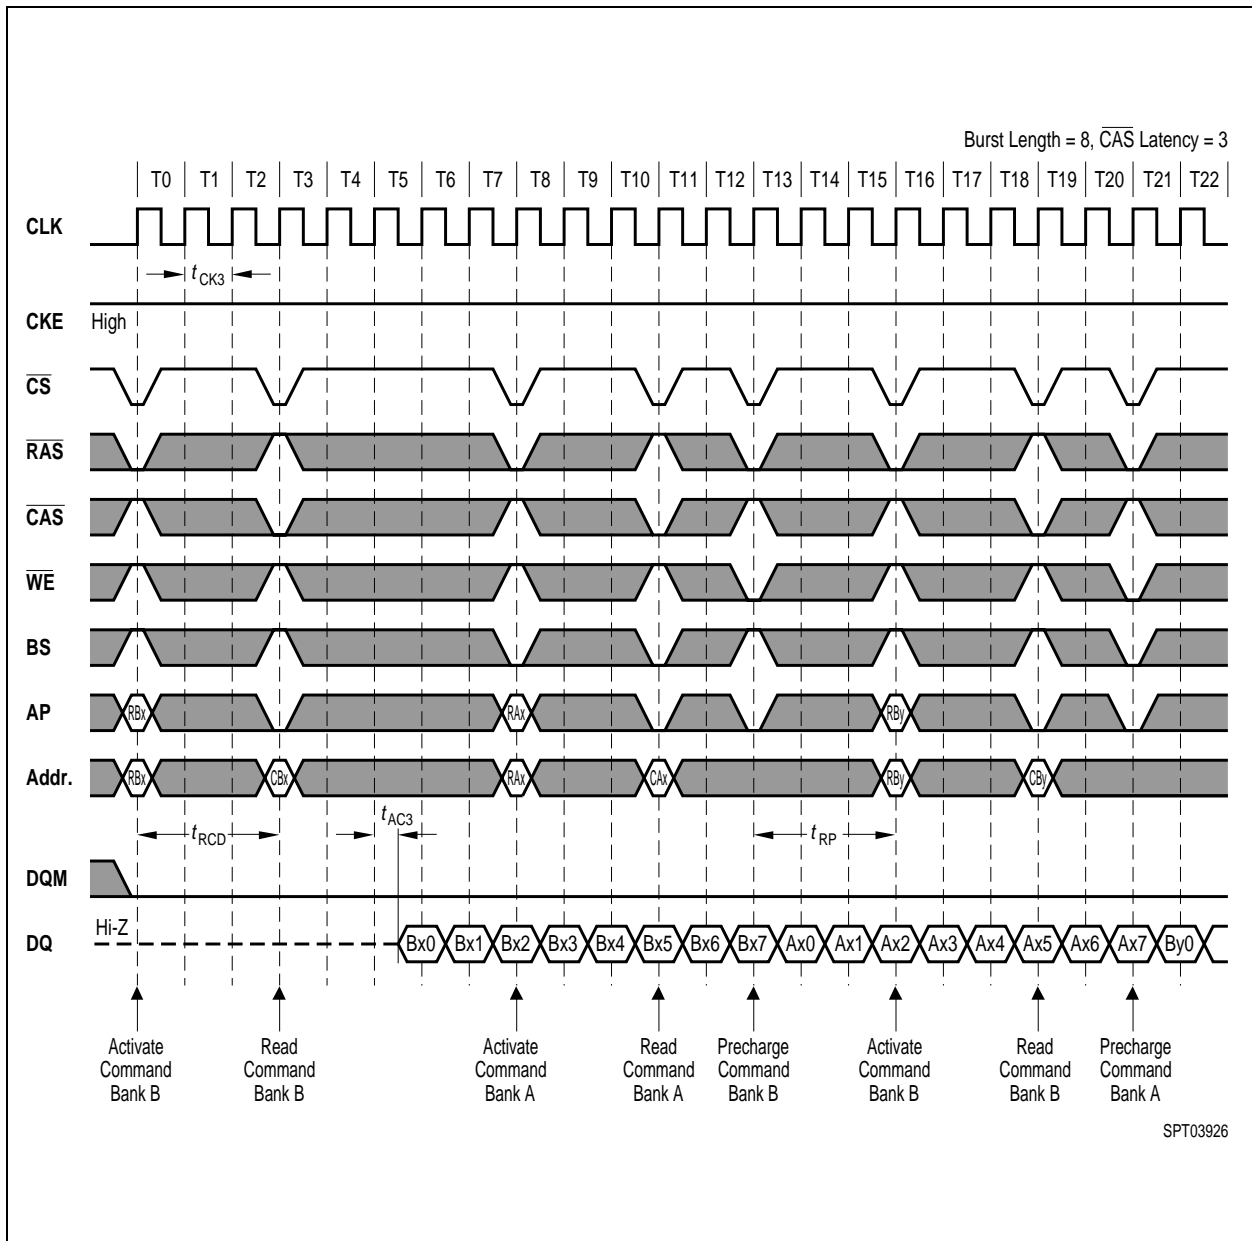 Burst Length = 8, CAS Latency = 3
T0 T1 T2 T3 T4 T5 T6 T7 T8 T9 T10 T11 T12 T13 T14 T15 T16 T17 T18 T19 T20 T21 T22
CLK
tCK3
CKE High
CS
RAS
CAS
WE
BS
AP RBx RAx RBy
Addr. RBx CBx RAx CAx RBy CBy
tRCD tAC3 tRP
DQM
Hi-Z
DQ Bx0 Bx1 Bx2 Bx3 Bx4 Bx5 Bx6 Bx7 Ax0 Ax1 Ax2 Ax3 Ax4 Ax5 Ax6 Ax7 By0
Activate Command Bank B
Read Command Bank B
Activate Command Bank A
Read Command Bank A
Precharge Command Bank B
Activate Command Bank B
Read Command Bank B
Precharge Command Bank A
SPT03926